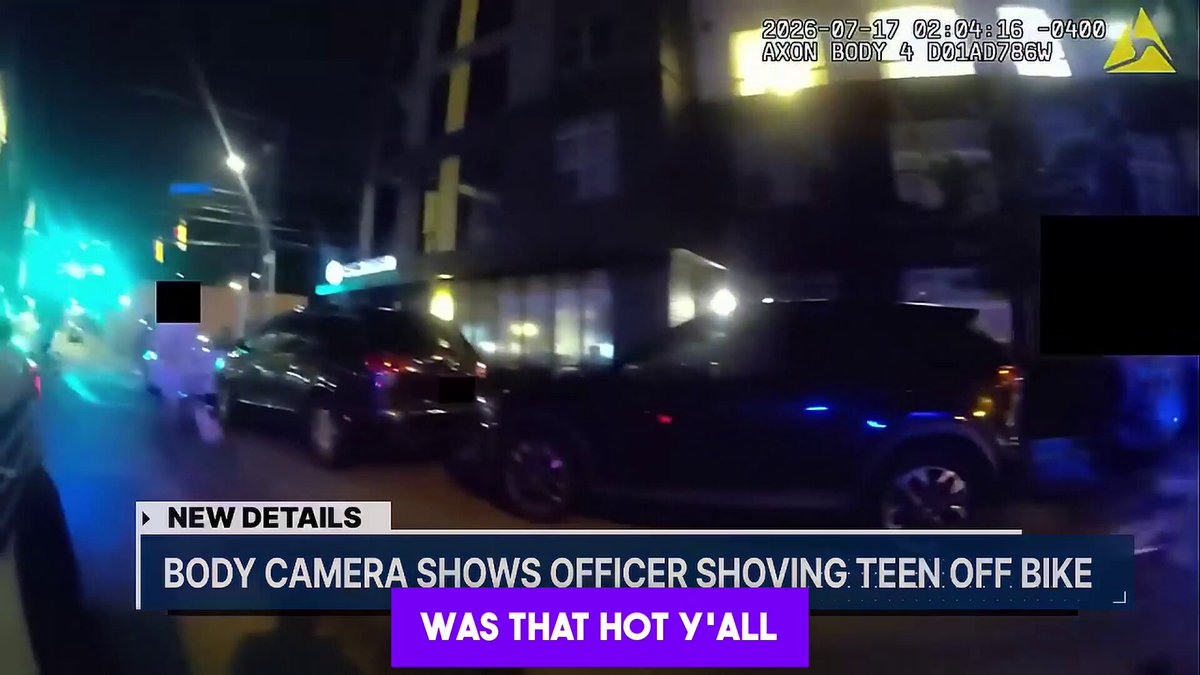 2026-07-17 02:04:16 -0400
AXON BODY 4 D01AD786W
NEW DETAILS
BODY CAMERA SHOWS OFFICER SHOVING TEEN OFF BIKE
WAS THAT HOT Y'ALL